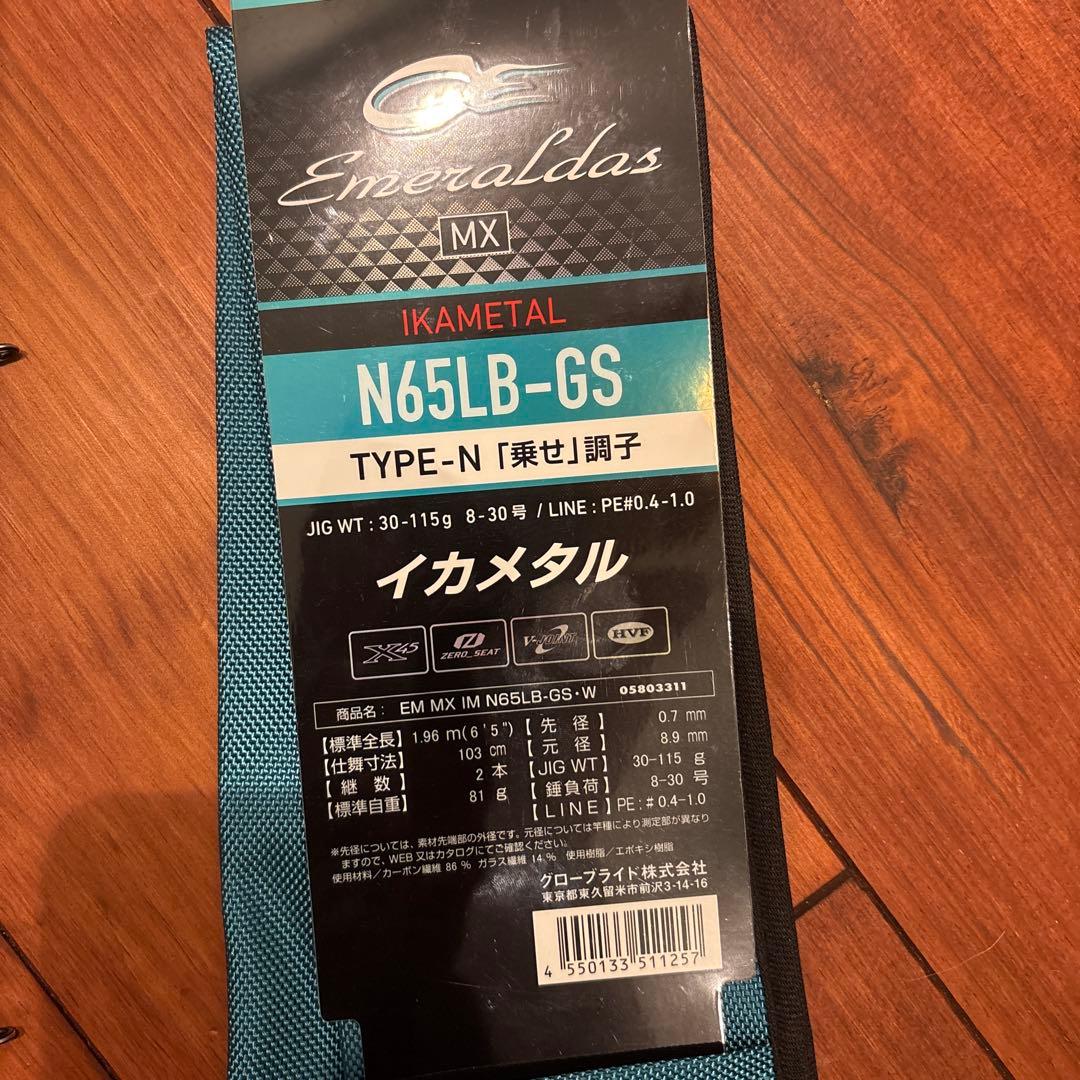 Emeraldas
MX
IKAMETAL
N65LB-GS
TYPE-N「乗せ」調子
JIG WT : 30-115g 8-30号 / LINE : PE#0.4-1.0
イカメタル
X45 ZERO_SEAT V-JOINT HVF
商品名: EM MX IM N65LB-GS・W 05803311
【標準全長】1.96 m(6'5")【先 径】0.7 mm
【仕舞寸法】103 cm【元 径】8.9 mm
【継 数】2 本【JIG WT】30-115 g
【標準自重】81 g【錘負荷】8-30 号
【LINE】PE:#0.4-1.0
※先径については、素材先端部の外径です。元径については竿種により測定部が異なり
ますので、WEB又はカタログにてご確認ください。
使用材料/カーボン繊維 86 % ガラス繊維 14 % 使用樹脂/エポキシ樹脂
グローブライド株式会社
東京都東久留米市前沢3-14-16
4 550133 511257